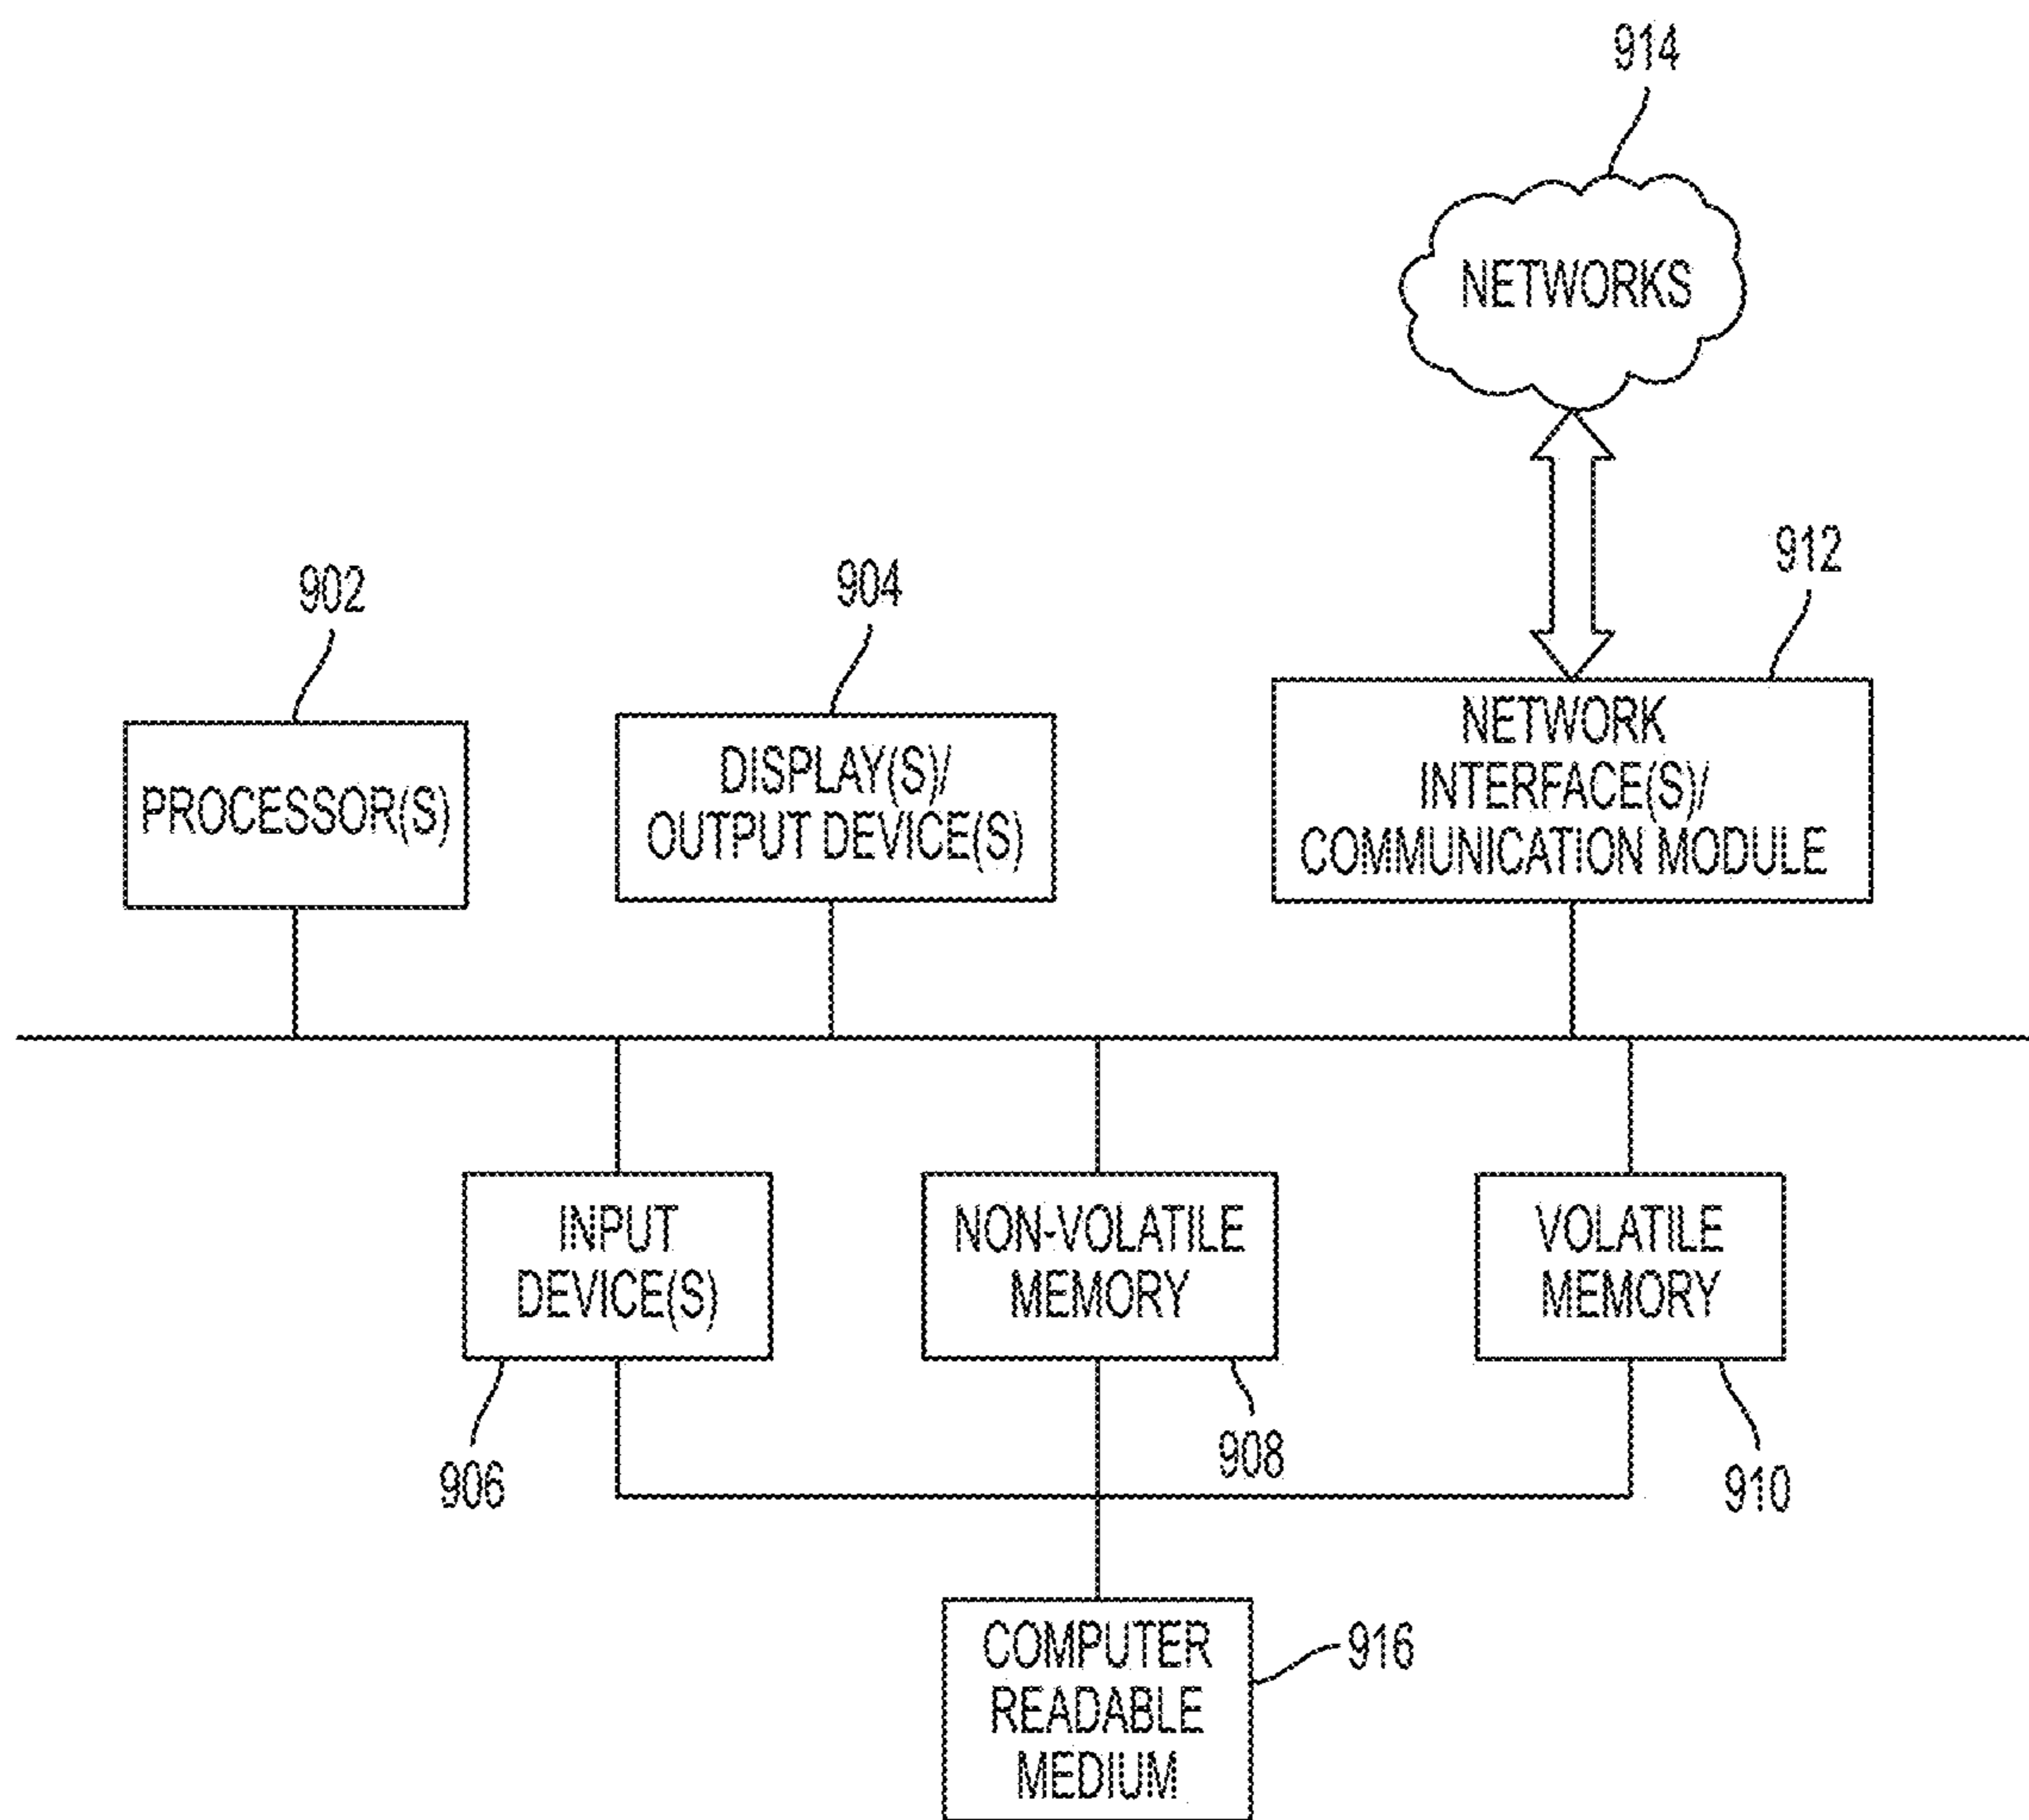 914
NETWORKS
912
902
904
NETWORK
INTERFACE(S)/
COMMUNICATION MODULE
DISPLAY(S)/
OUTPUT DEVICE(S)
PROCESSOR(S)
INPUT
DEVICE(S)
NON-VOLATILE
MEMORY
VOLATILE
MEMORY
906
908
910
COMPUTER
READABLE
MEDIUM
916